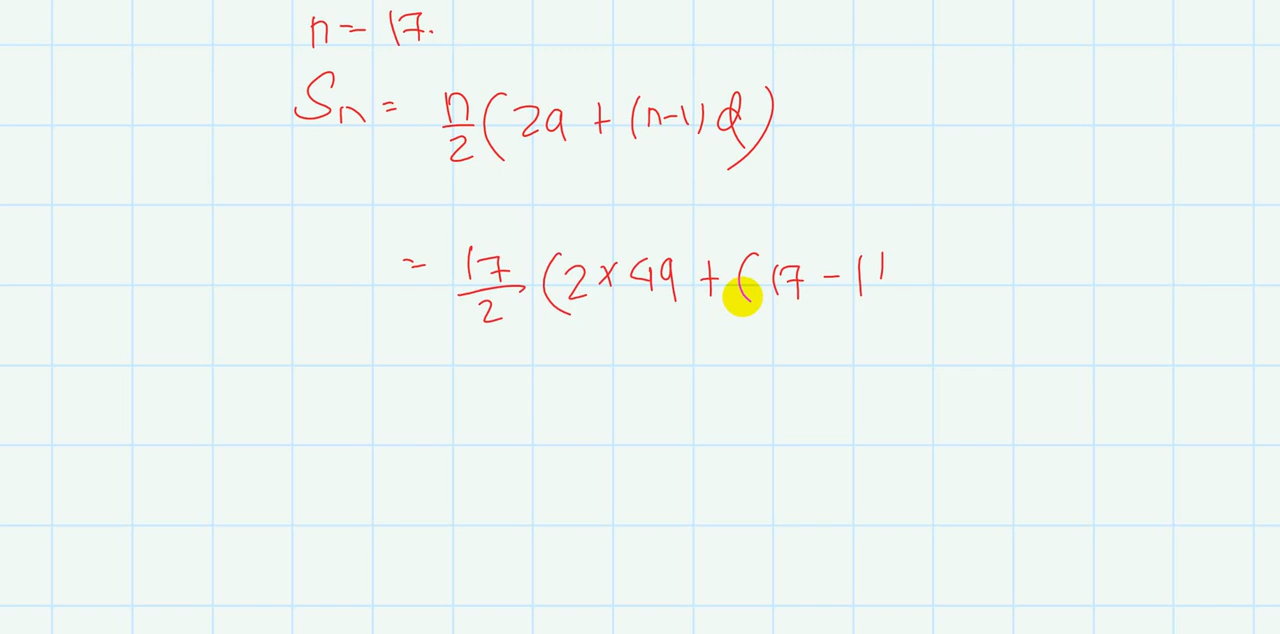 n = 17.
Sn = n/2 (2a + (n-1)d)
= 17/2 (2×49 + (17 - 1)